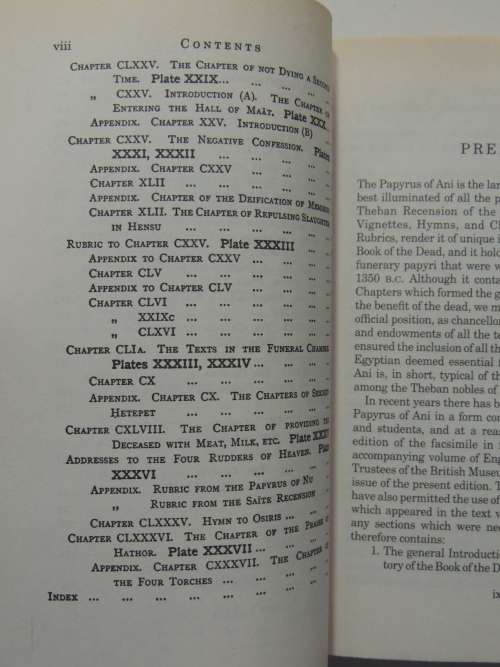 viii CONTENTS
CHAPTER CLXXV. THE CHAPTER OF NOT DYING A SECOND
TIME. Plate XXIX... ... ... ... ...
„ CXXV. INTRODUCTION (A). THE CHAPTER OF
ENTERING THE HALL OF MAĀT. Plate XXX...
APPENDIX. CHAPTER XXV. INTRODUCTION (B) ...
CHAPTER CXXV. THE NEGATIVE CONFESSION. Plates
XXXI, XXXII ... ... ... ... ...
APPENDIX. CHAPTER CXXV ... ... ... ...
CHAPTER XLII ... ... ... ... ...
APPENDIX. CHAPTER OF THE DEIFICATION OF MEMBERS
CHAPTER XLII. THE CHAPTER OF REPULSING SLAUGHTER
IN HENSU ... ... ... ... ...
RUBRIC TO CHAPTER CXXV. Plate XXXIII ... ...
APPENDIX TO CHAPTER CXXV ... ... ... ...
CHAPTER CLV ... ... ... ... ...
APPENDIX TO CHAPTER CLV ... ... ... ...
CHAPTER CLVI ... ... ... ... ...
„ XXIXC ... ... ... ... ...
„ CLXVI ... ... ... ... ...
CHAPTER CLIA. THE TEXTS IN THE FUNERAL CHAMBER
Plates XXXIII, XXXIV ... ... ... ...
CHAPTER CX ... ... ... ... ...
APPENDIX. CHAPTER CX. THE CHAPTERS OF SEKHET
ḤETEPET ... ... ... ... ...
CHAPTER CXLVIII. THE CHAPTER OF PROVIDING THE
DECEASED WITH MEAT, MILK, ETC. Plate XXXV
ADDRESSES TO THE FOUR RUDDERS OF HEAVEN. Plate
XXXVI ... ... ... ... ...
APPENDIX. RUBRIC FROM THE PAPYRUS OF NU
„ RUBRIC FROM THE SAÏTE RECENSION ...
CHAPTER CLXXXV. HYMN TO OSIRIS ... ... ...
CHAPTER CLXXXVI. THE CHAPTER OF THE PRAISE OF
HATHOR. Plate XXXVII ... ... ... ...
APPENDIX. CHAPTER CXXXVII. THE CHAPTER OF
THE FOUR TORCHES ... ... ... ...
INDEX ... ... ... ... ... ... ...
PRE
The Papyrus of Ani is the lar
best illuminated of all the p
Theban Recension of the
Vignettes, Hymns, and Ch
Rubrics, render it of unique i
Book of the Dead, and it hold
funerary papyri that were w
1350 B.C. Although it conta
Chapters which formed the g
the benefit of the dead, we m
official position, as chancello
and endowments of all the te
ensured the inclusion of all th
Egyptian deemed essential f
Ani is, in short, typical of th
among the Theban nobles of
In recent years there has b
Papyrus of Ani in a form con
and students, and at a reas
edition of the facsimile in
accompanying volume of Eng
Trustees of the British Museu
issue of the present edition. T
have also permitted the use of
which appeared in the text v
any sections which were nec
therefore contains:
1. The general Introducti
tory of the Book of the D
ix